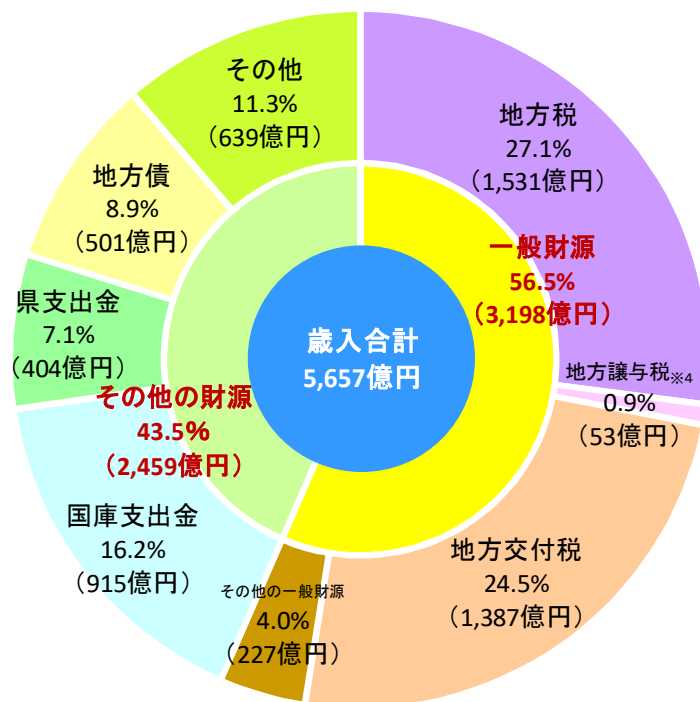 その他
11.3%
（639億円）
地方税
27.1%
（1,531億円）
地方債
8.9%
（501億円）
一般財源
56.5%
（3,198億円）
県支出金
7.1%
（404億円）
歳入合計
5,657億円
地方譲与税※4
0.9%
（53億円）
その他の財源
43.5%
（2,459億円）
国庫支出金
16.2%
（915億円）
地方交付税
24.5%
（1,387億円）
その他の一般財源
4.0%
（227億円）